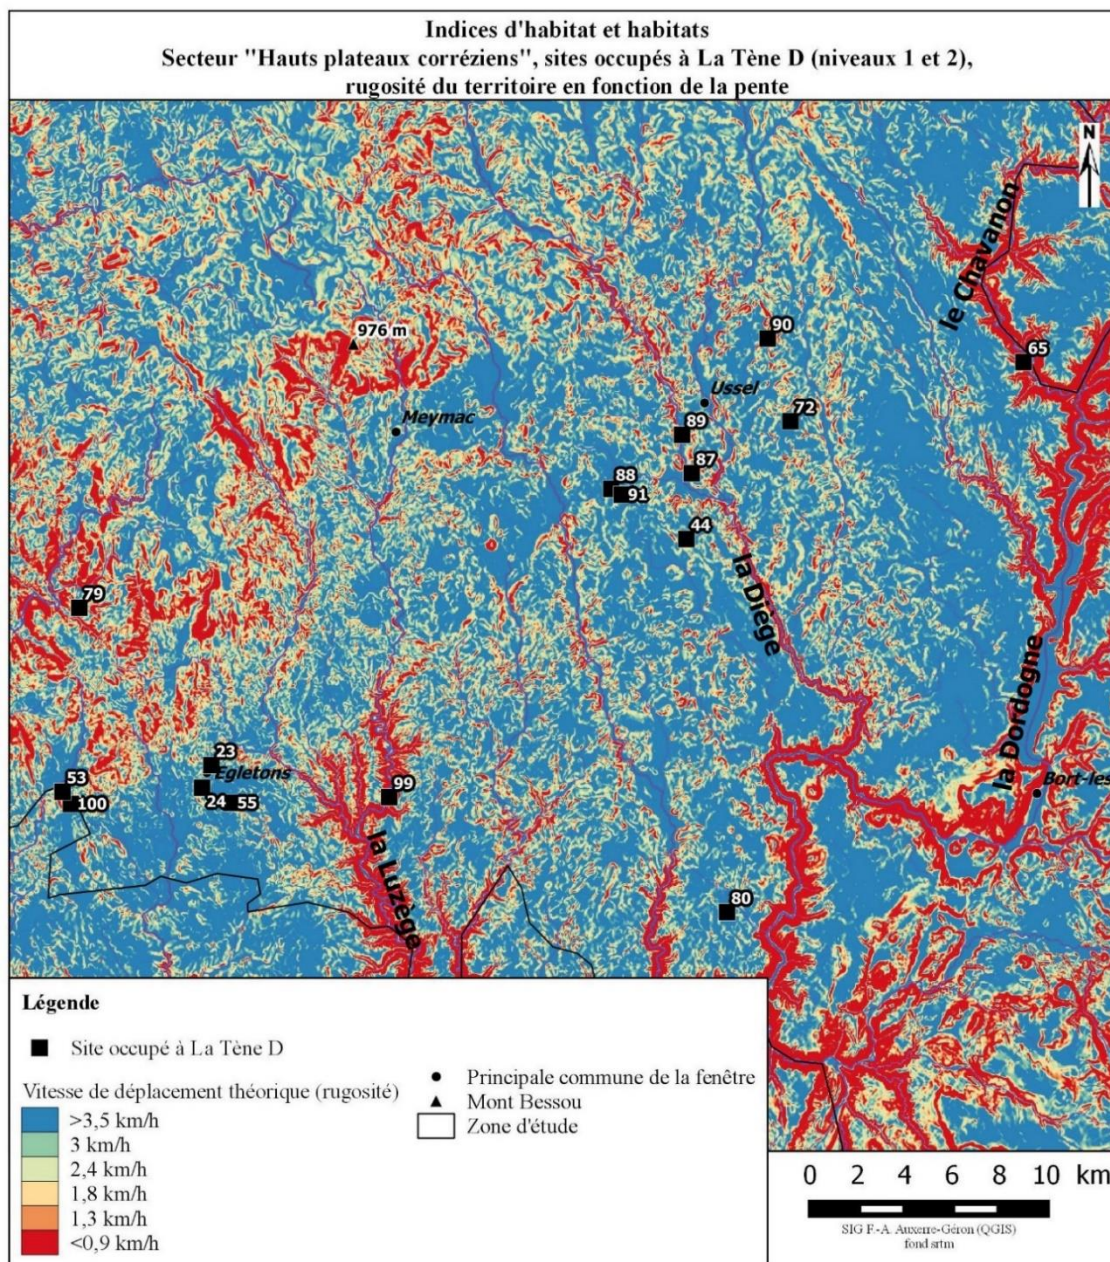 Indices d'habitat et habitats
Secteur "Hauts plateaux corréziens", sites occupés à La Tène D (niveaux 1 et 2),
rugosité du territoire en fonction de la pente
N
le Chavanon
976 m
90
65
Ussel
Meymac
89
72
87
88
91
44
la Diège
79
la Dordogne
23
Egletons
53
100
24
55
99
Bort-les
la Luzège
80
Légende
Site occupé à La Tène D
Vitesse de déplacement théorique (rugosité)
>3,5 km/h
3 km/h
2,4 km/h
1,8 km/h
1,3 km/h
<0,9 km/h
Principale commune de la fenêtre
Mont Bessou
Zone d'étude
0 2 4 6 8 10 km
SIG F.-A. Auxerre-Géron (QGIS)
fond srtm